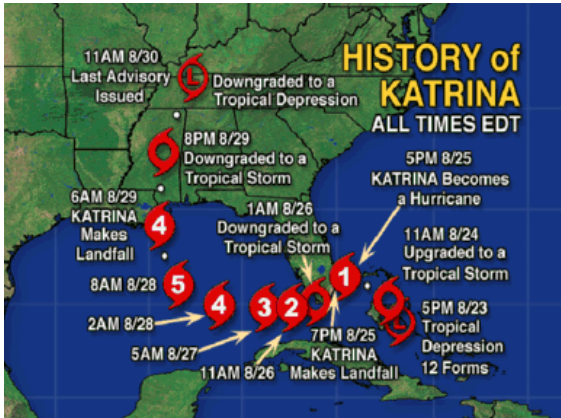 HISTORY of
KATRINA
ALL TIMES EDT
11AM 8/30
Last Advisory
Issued
L
Downgraded to a
Tropical Depression
8PM 8/29
Downgraded to a
Tropical Storm
6AM 8/29
KATRINA
Makes
Landfall
4
8AM 8/28
5
2AM 8/28
4
5AM 8/27
3
11AM 8/26
2
1AM 8/26
Downgraded to a
Tropical Storm
7PM 8/25
KATRINA
Makes Landfall
1
5PM 8/25
KATRINA Becomes
a Hurricane
11AM 8/24
Upgraded to a
Tropical Storm
5PM 8/23
Tropical
Depression
12 Forms